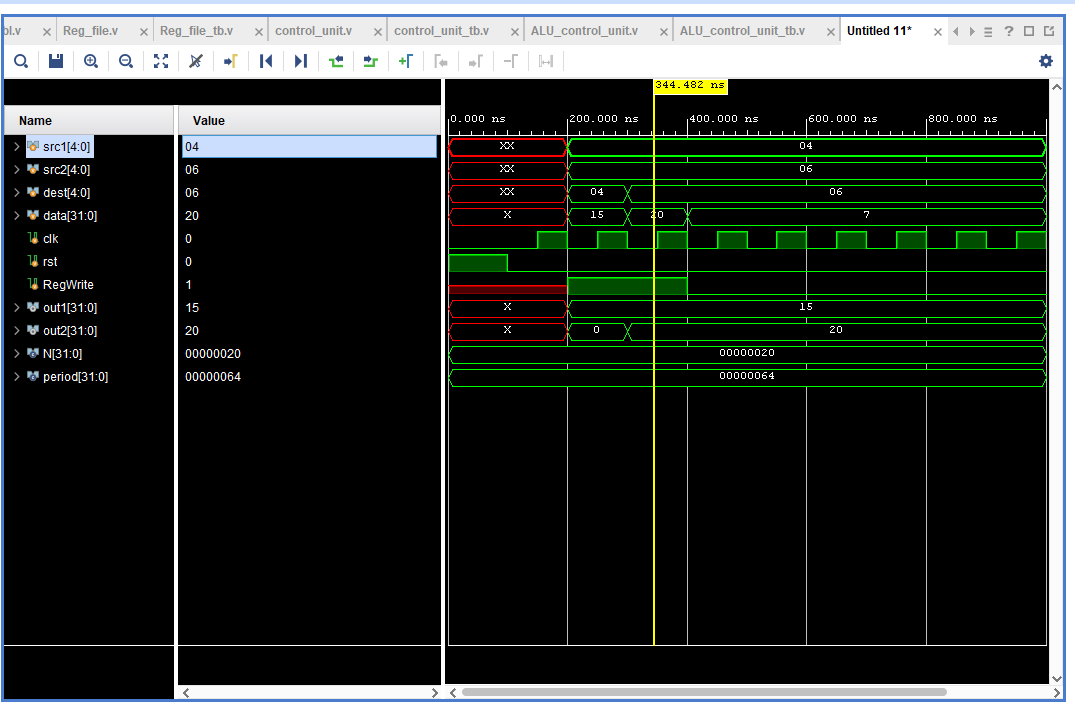 bl.v Reg_file.v Reg_file_tb.v control_unit.v control_unit_tb.v ALU_control_unit.v ALU_control_unit_tb.v Untitled 11*
344.482 ns
Name Value
0.000 ns 200.000 ns 400.000 ns 600.000 ns 800.000 ns
src1[4:0] 04 XX 04
src2[4:0] 06 XX 06
dest[4:0] 06 XX 04 06
data[31:0] 20 X 15 20 7
clk 0
rst 0
RegWrite 1
out1[31:0] 15 X 15
out2[31:0] 20 X 0 20
N[31:0] 00000020 00000020
period[31:0] 00000064 00000064